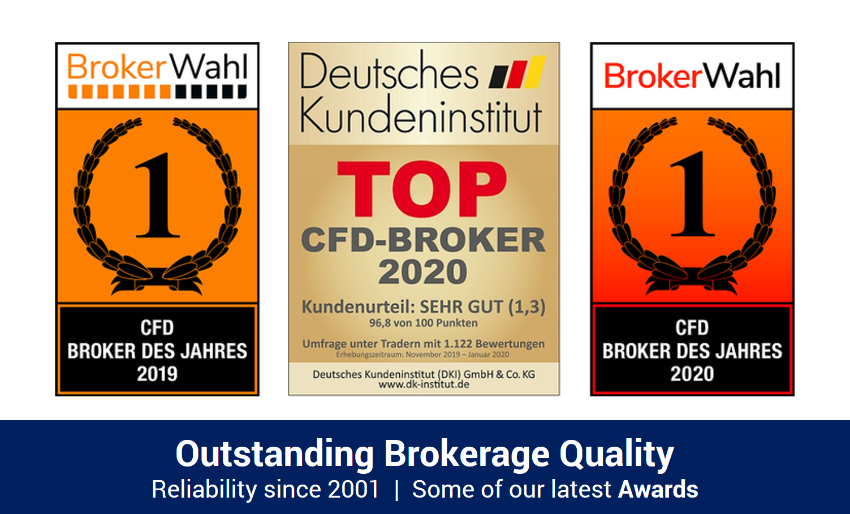 BrokerWahl
1
CFD
BROKER DES JAHRES
2019
Deutsches
Kundeninstitut
TOP
CFD-BROKER
2020
Kundenurteil: SEHR GUT (1,3)
96,8 von 100 Punkten
Umfrage unter Tradern mit 1.122 Bewertungen
Erhebungszeitraum: November 2019 – Januar 2020
Deutsches Kundeninstitut (DKI) GmbH & Co. KG
www.dk-institut.de
BrokerWahl
1
CFD
BROKER DES JAHRES
2020
Outstanding Brokerage Quality
Reliability since 2001 | Some of our latest Awards